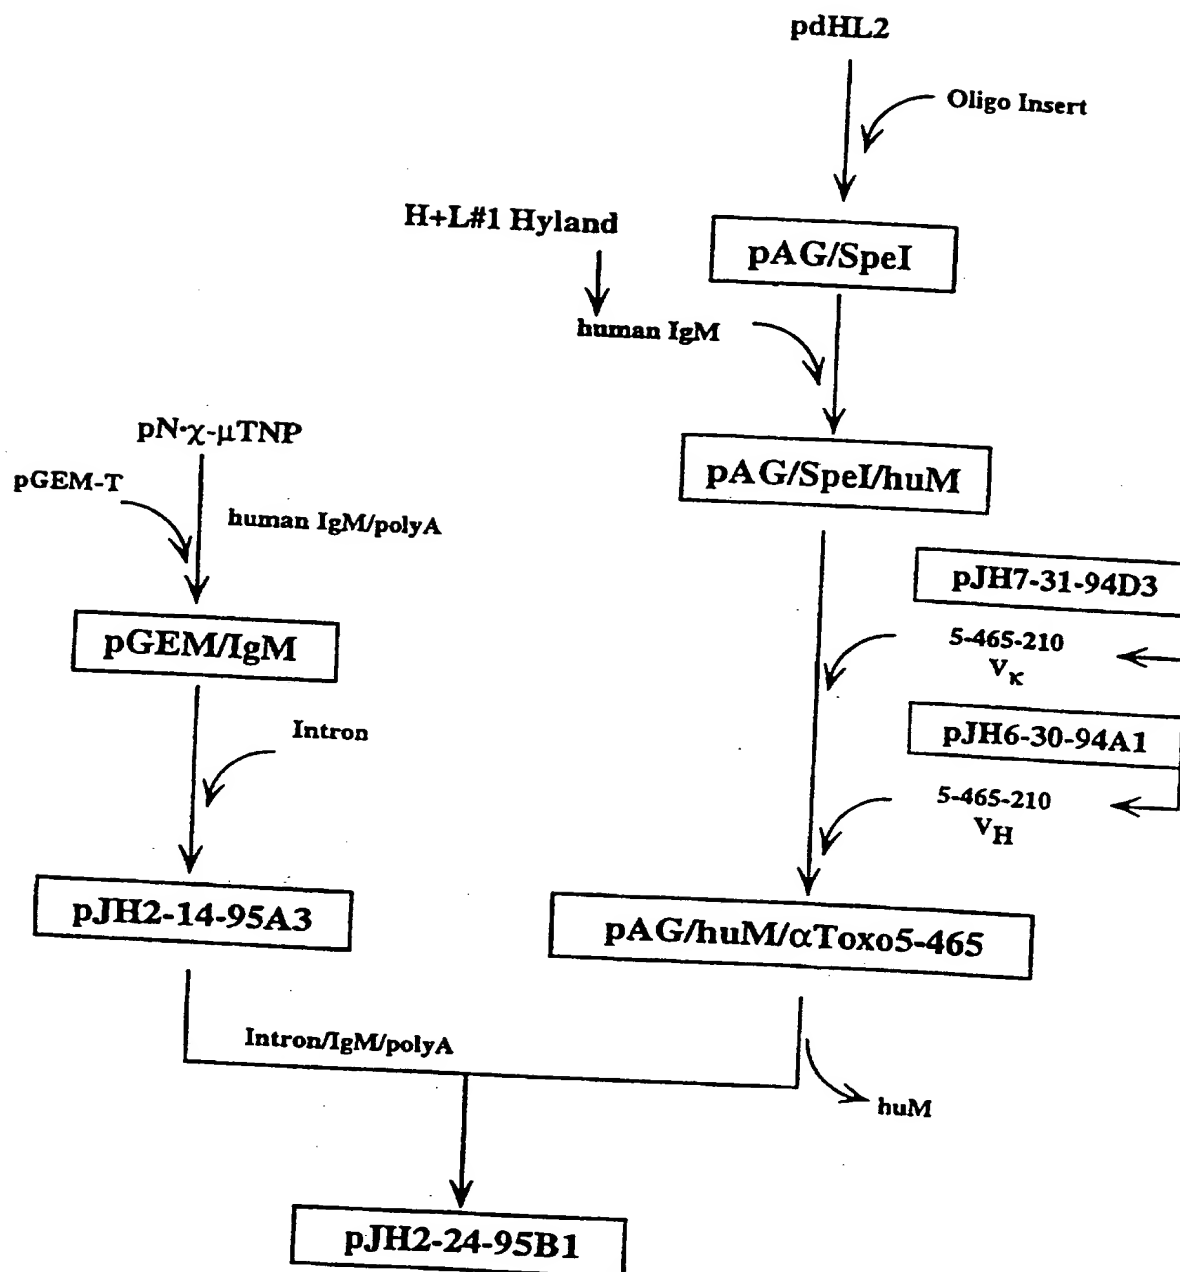 pdHL2
Oligo Insert
H+L#1 Hyland
pAG/SpeI
human IgM
pN·χ-μTNP
pGEM-T
human IgM/polyA
pAG/SpeI/huM
pJH7-31-94D3
pGEM/IgM
5-465-210
Vκ
Intron
pJH6-30-94A1
5-465-210
VH
pJH2-14-95A3
pAG/huM/αToxo5-465
Intron/IgM/polyA
huM
pJH2-24-95B1